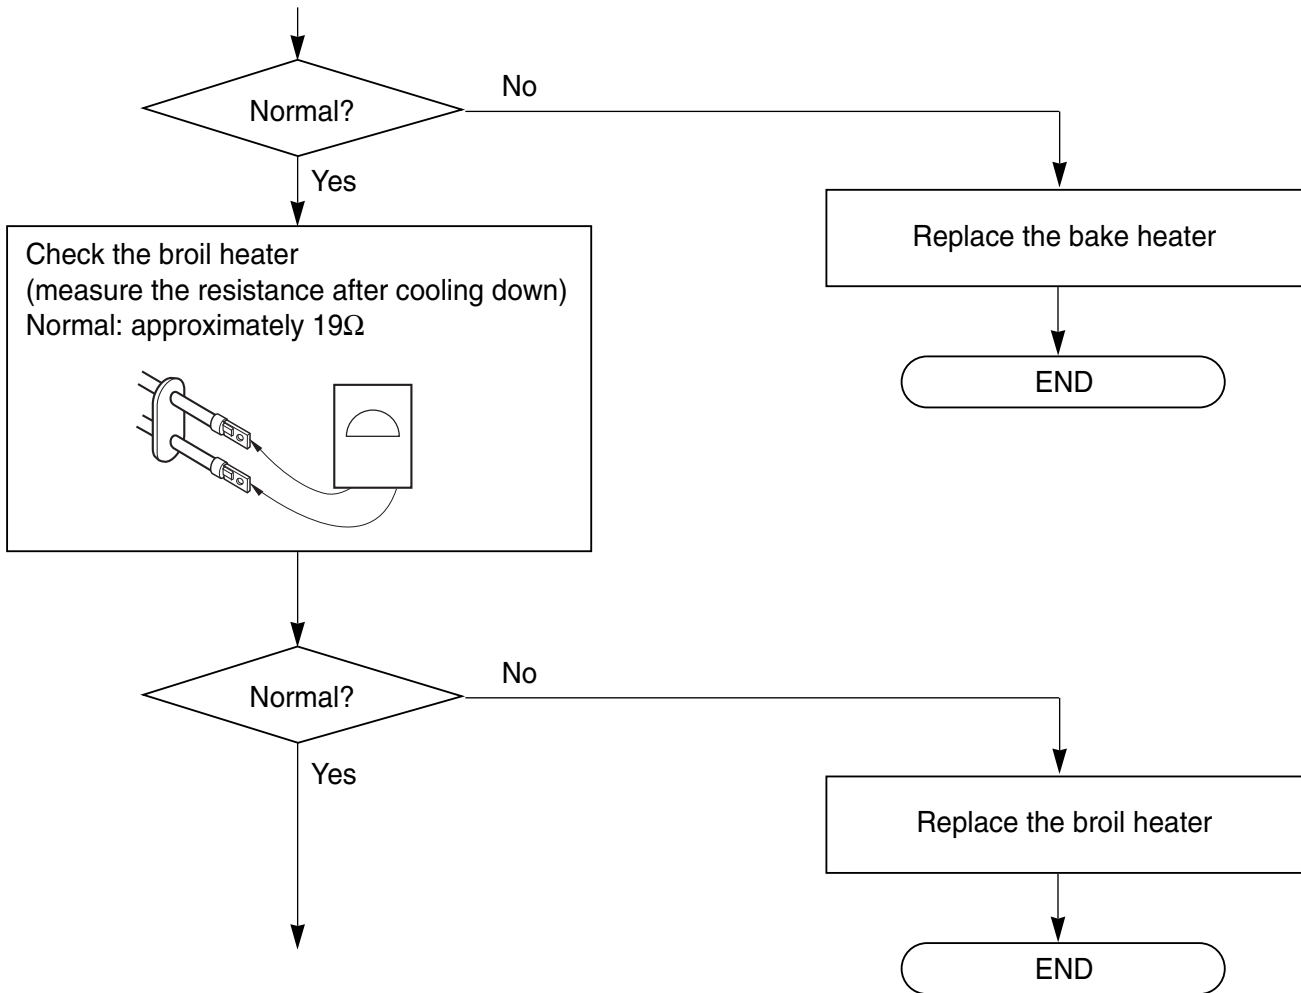 Normal?
No
Yes
Replace the bake heater
END
Check the broil heater
(measure the resistance after cooling down)
Normal: approximately 19Ω
Normal?
No
Yes
Replace the broil heater
END